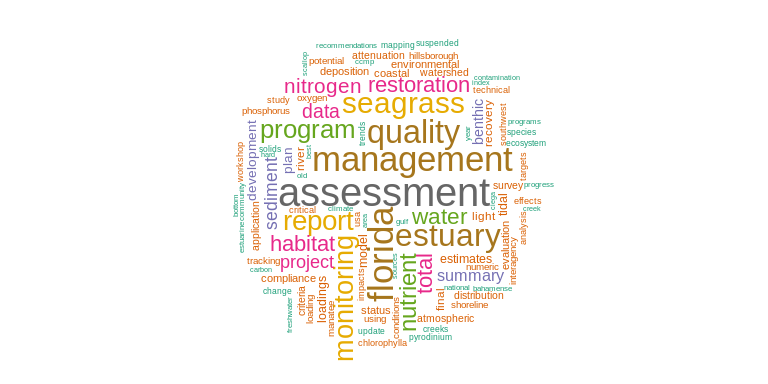 recommendations
mapping
suspended
scallop
potential
attenuation
ccmp
hillsborough
environmental
deposition
coastal
watershed
contamination
nitrogen
restoration
index
technical
study
oxygen
data
seagrass
benthic
recovery
southwest
phosphorus
program
trends
quality
year
programs
species
ecosystem
workshop
development
solids
hard
plan
river
best
management
targets
old
sediment
assessment
survey
progress
bottom
community
estuarine
application
critical
climate
report
usa
area
florida
gulf
water
light
ciega
tidal
effects
creek
habitat
model
estuary
evaluation
analysis
interagency
tracking
carbon
project
monitoring
impacts
sources
nutrient
total
estimates
numeric
summary
compliance
national
bahamense
change
criteria
loading
loadings
final
distribution
shoreline
freshwater
manatee
status
using
conditions
atmospheric
update
creeks
chlorophylla
pyrodinium